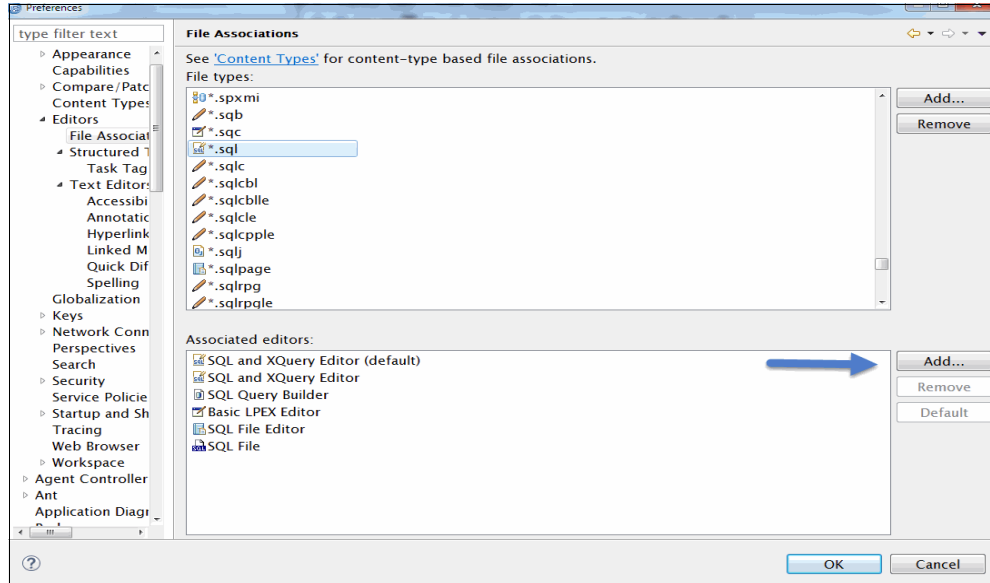 Preferences
type filter text
File Associations
Appearance
Capabilities
Compare/Patc
Content Types
Editors
File Associat
Structured T
Task Tag
Text Editors
Accessibi
Annotatic
Hyperlink
Linked M
Quick Dif
Spelling
Globalization
Keys
Network Conn
Perspectives
Search
Security
Service Policie
Startup and Sh
Tracing
Web Browser
Workspace
Agent Controller
Ant
Application Diagr
See 'Content Types' for content-type based file associations.
File types:
*.spxmi
*.sqb
*.sqc
*.sql
*.sqlc
*.sqlcbl
*.sqlcblle
*.sqlcle
*.sqlcpple
*.sqlj
*.sqlpage
*.sqlrpg
*.sqlrpgle
Add...
Remove
Associated editors:
SQL and XQuery Editor (default)
SQL and XQuery Editor
SQL Query Builder
Basic LPEX Editor
SQL File Editor
SQL File
Add...
Remove
Default
OK
Cancel